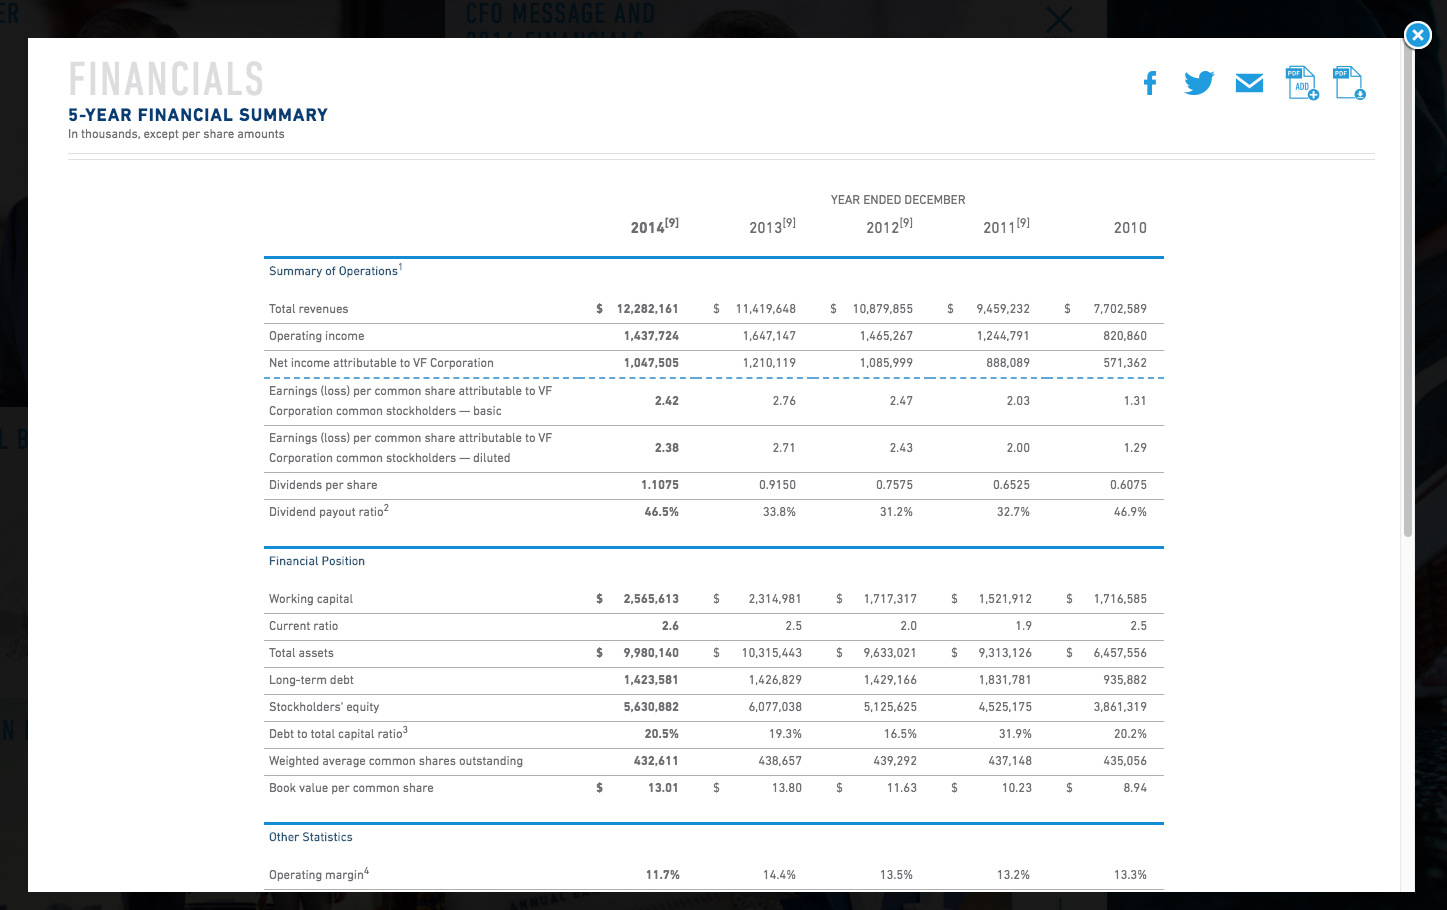 CFO MESSAGE AND
FINANCIALS
5-YEAR FINANCIAL SUMMARY
In thousands, except per share amounts
PDF ADD
PDF
YEAR ENDED DECEMBER
2014[9] 2013[9] 2012[9] 2011[9] 2010
Summary of Operations1
Total revenues $ 12,282,161 $ 11,419,648 $ 10,879,855 $ 9,459,232 $ 7,702,589
Operating income 1,437,724 1,647,147 1,465,267 1,244,791 820,860
Net income attributable to VF Corporation 1,047,505 1,210,119 1,085,999 888,089 571,362
Earnings (loss) per common share attributable to VF
Corporation common stockholders — basic 2.42 2.76 2.47 2.03 1.31
Earnings (loss) per common share attributable to VF
Corporation common stockholders — diluted 2.38 2.71 2.43 2.00 1.29
Dividends per share 1.1075 0.9150 0.7575 0.6525 0.6075
Dividend payout ratio2 46.5% 33.8% 31.2% 32.7% 46.9%
Financial Position
Working capital $ 2,565,613 $ 2,314,981 $ 1,717,317 $ 1,521,912 $ 1,716,585
Current ratio 2.6 2.5 2.0 1.9 2.5
Total assets $ 9,980,140 $ 10,315,443 $ 9,633,021 $ 9,313,126 $ 6,457,556
Long-term debt 1,423,581 1,426,829 1,429,166 1,831,781 935,882
Stockholders' equity 5,630,882 6,077,038 5,125,625 4,525,175 3,861,319
Debt to total capital ratio3 20.5% 19.3% 16.5% 31.9% 20.2%
Weighted average common shares outstanding 432,611 438,657 439,292 437,148 435,056
Book value per common share $ 13.01 $ 13.80 $ 11.63 $ 10.23 $ 8.94
Other Statistics
Operating margin4 11.7% 14.4% 13.5% 13.2% 13.3%